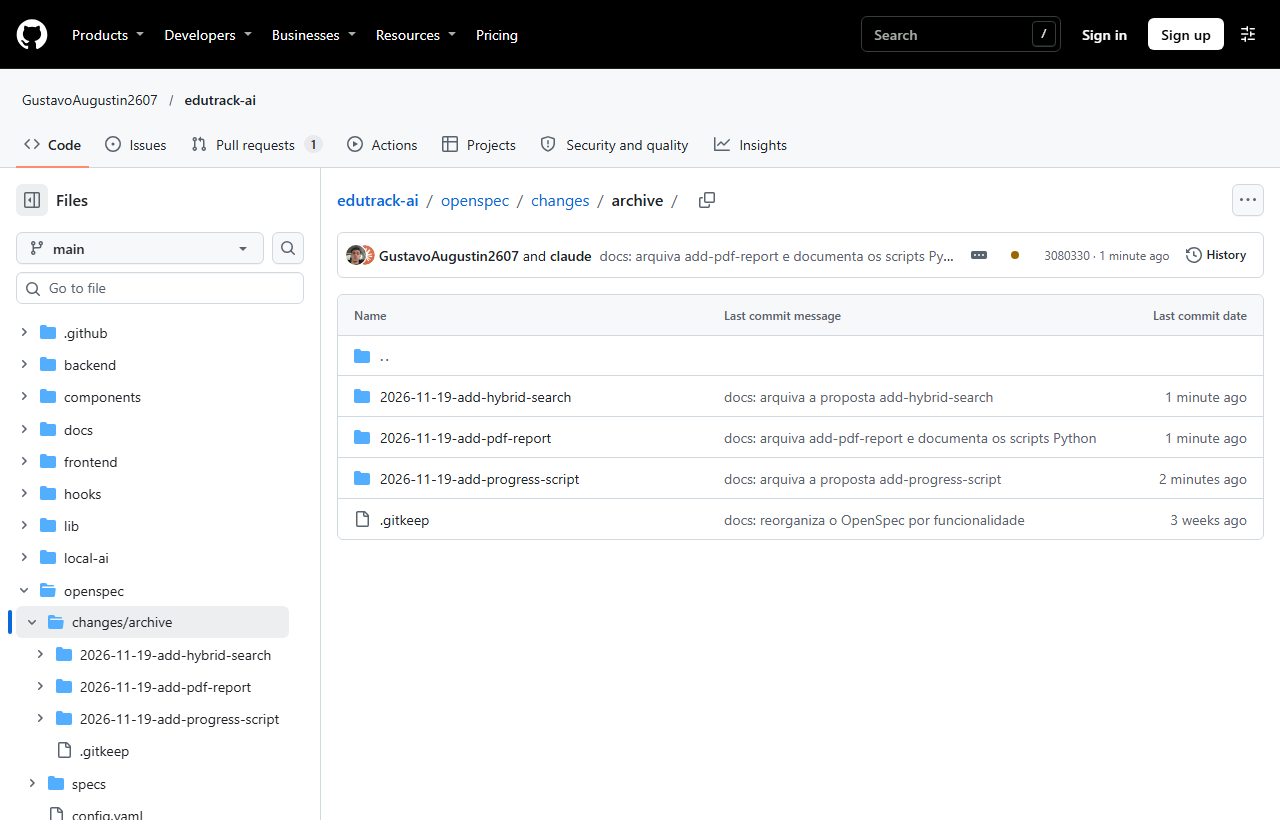 Products Developers Businesses Resources Pricing Search / Sign in Sign up
GustavoAugustin2607 / edutrack-ai
Code Issues Pull requests 1 Actions Projects Security and quality Insights
Files
main
Go to file
.github
backend
components
docs
frontend
hooks
lib
local-ai
openspec
changes/archive
2026-11-19-add-hybrid-search
2026-11-19-add-pdf-report
2026-11-19-add-progress-script
.gitkeep
specs
config.yaml
edutrack-ai / openspec / changes / archive /
GustavoAugustin2607 and claude docs: arquiva add-pdf-report e documenta os scripts Py... 3080330 · 1 minute ago History
Name Last commit message Last commit date
..
2026-11-19-add-hybrid-search docs: arquiva a proposta add-hybrid-search 1 minute ago
2026-11-19-add-pdf-report docs: arquiva add-pdf-report e documenta os scripts Python 1 minute ago
2026-11-19-add-progress-script docs: arquiva a proposta add-progress-script 2 minutes ago
.gitkeep docs: reorganiza o OpenSpec por funcionalidade 3 weeks ago